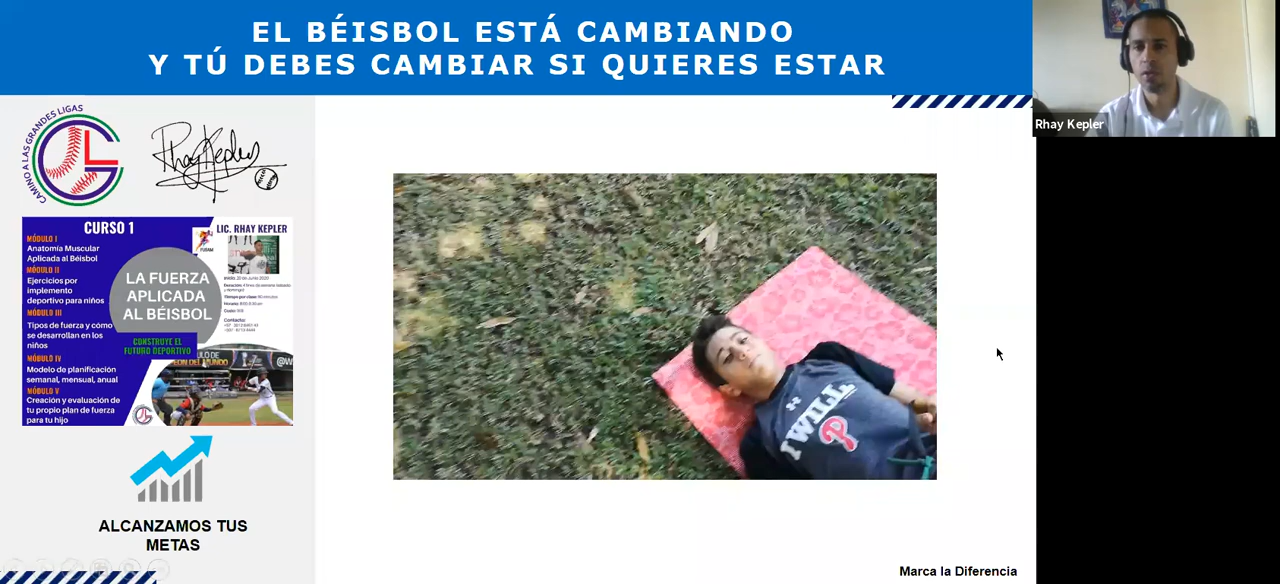 EL BÉISBOL ESTÁ CAMBIANDO
Y TÚ DEBES CAMBIAR SI QUIERES ESTAR
Rhay Kepler
CAMINO A LAS GRANDES LIGAS
Rhay Kepler
CURSO 1
MÓDULO I
Anatomía Muscular
Aplicada al Béisbol
MÓDULO II
Ejercicios por
implemento
deportivo para niños
MÓDULO III
Tipos de fuerza y cómo
se desarrollan en los
niños
MÓDULO IV
Modelo de planificación
semanal, mensual, anual
MÓDULO V
Creación y evaluación de
tu propio plan de fuerza
para tu hijo
LA FUERZA
APLICADA
AL BÉISBOL
CONSTRUYE EL
FUTURO DEPORTIVO
LIC. RHAY KEPLER
I WILL
P
ALCANZAMOS TUS
METAS
Marca la Diferencia